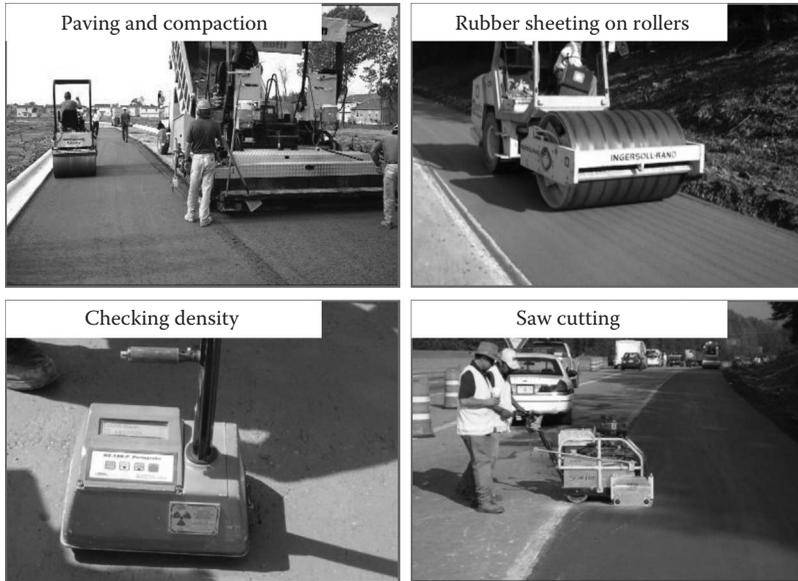 Paving and compaction
Rubber sheeting on rollers
INGERSOLL-RAND
Checking density
Saw cutting